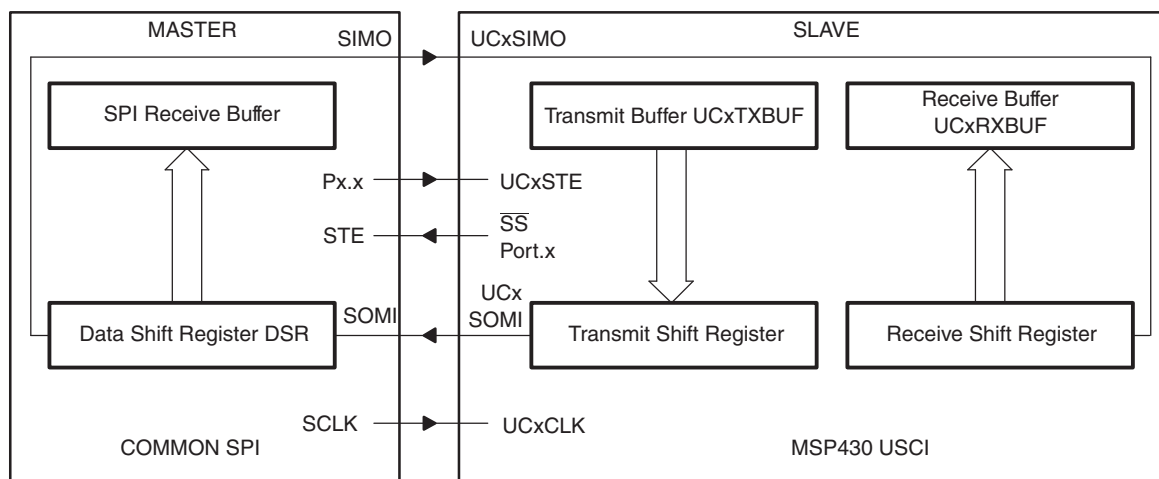 MASTER
SLAVE
SIMO
UCxSIMO
SPI Receive Buffer
Transmit Buffer UCxTXBUF
Receive Buffer
UCxRXBUF
Px.x
UCxSTE
STE
S̅S̅
Port.x
SOMI
UCx
SOMI
Data Shift Register DSR
Transmit Shift Register
Receive Shift Register
SCLK
UCxCLK
COMMON SPI
MSP430 USCI